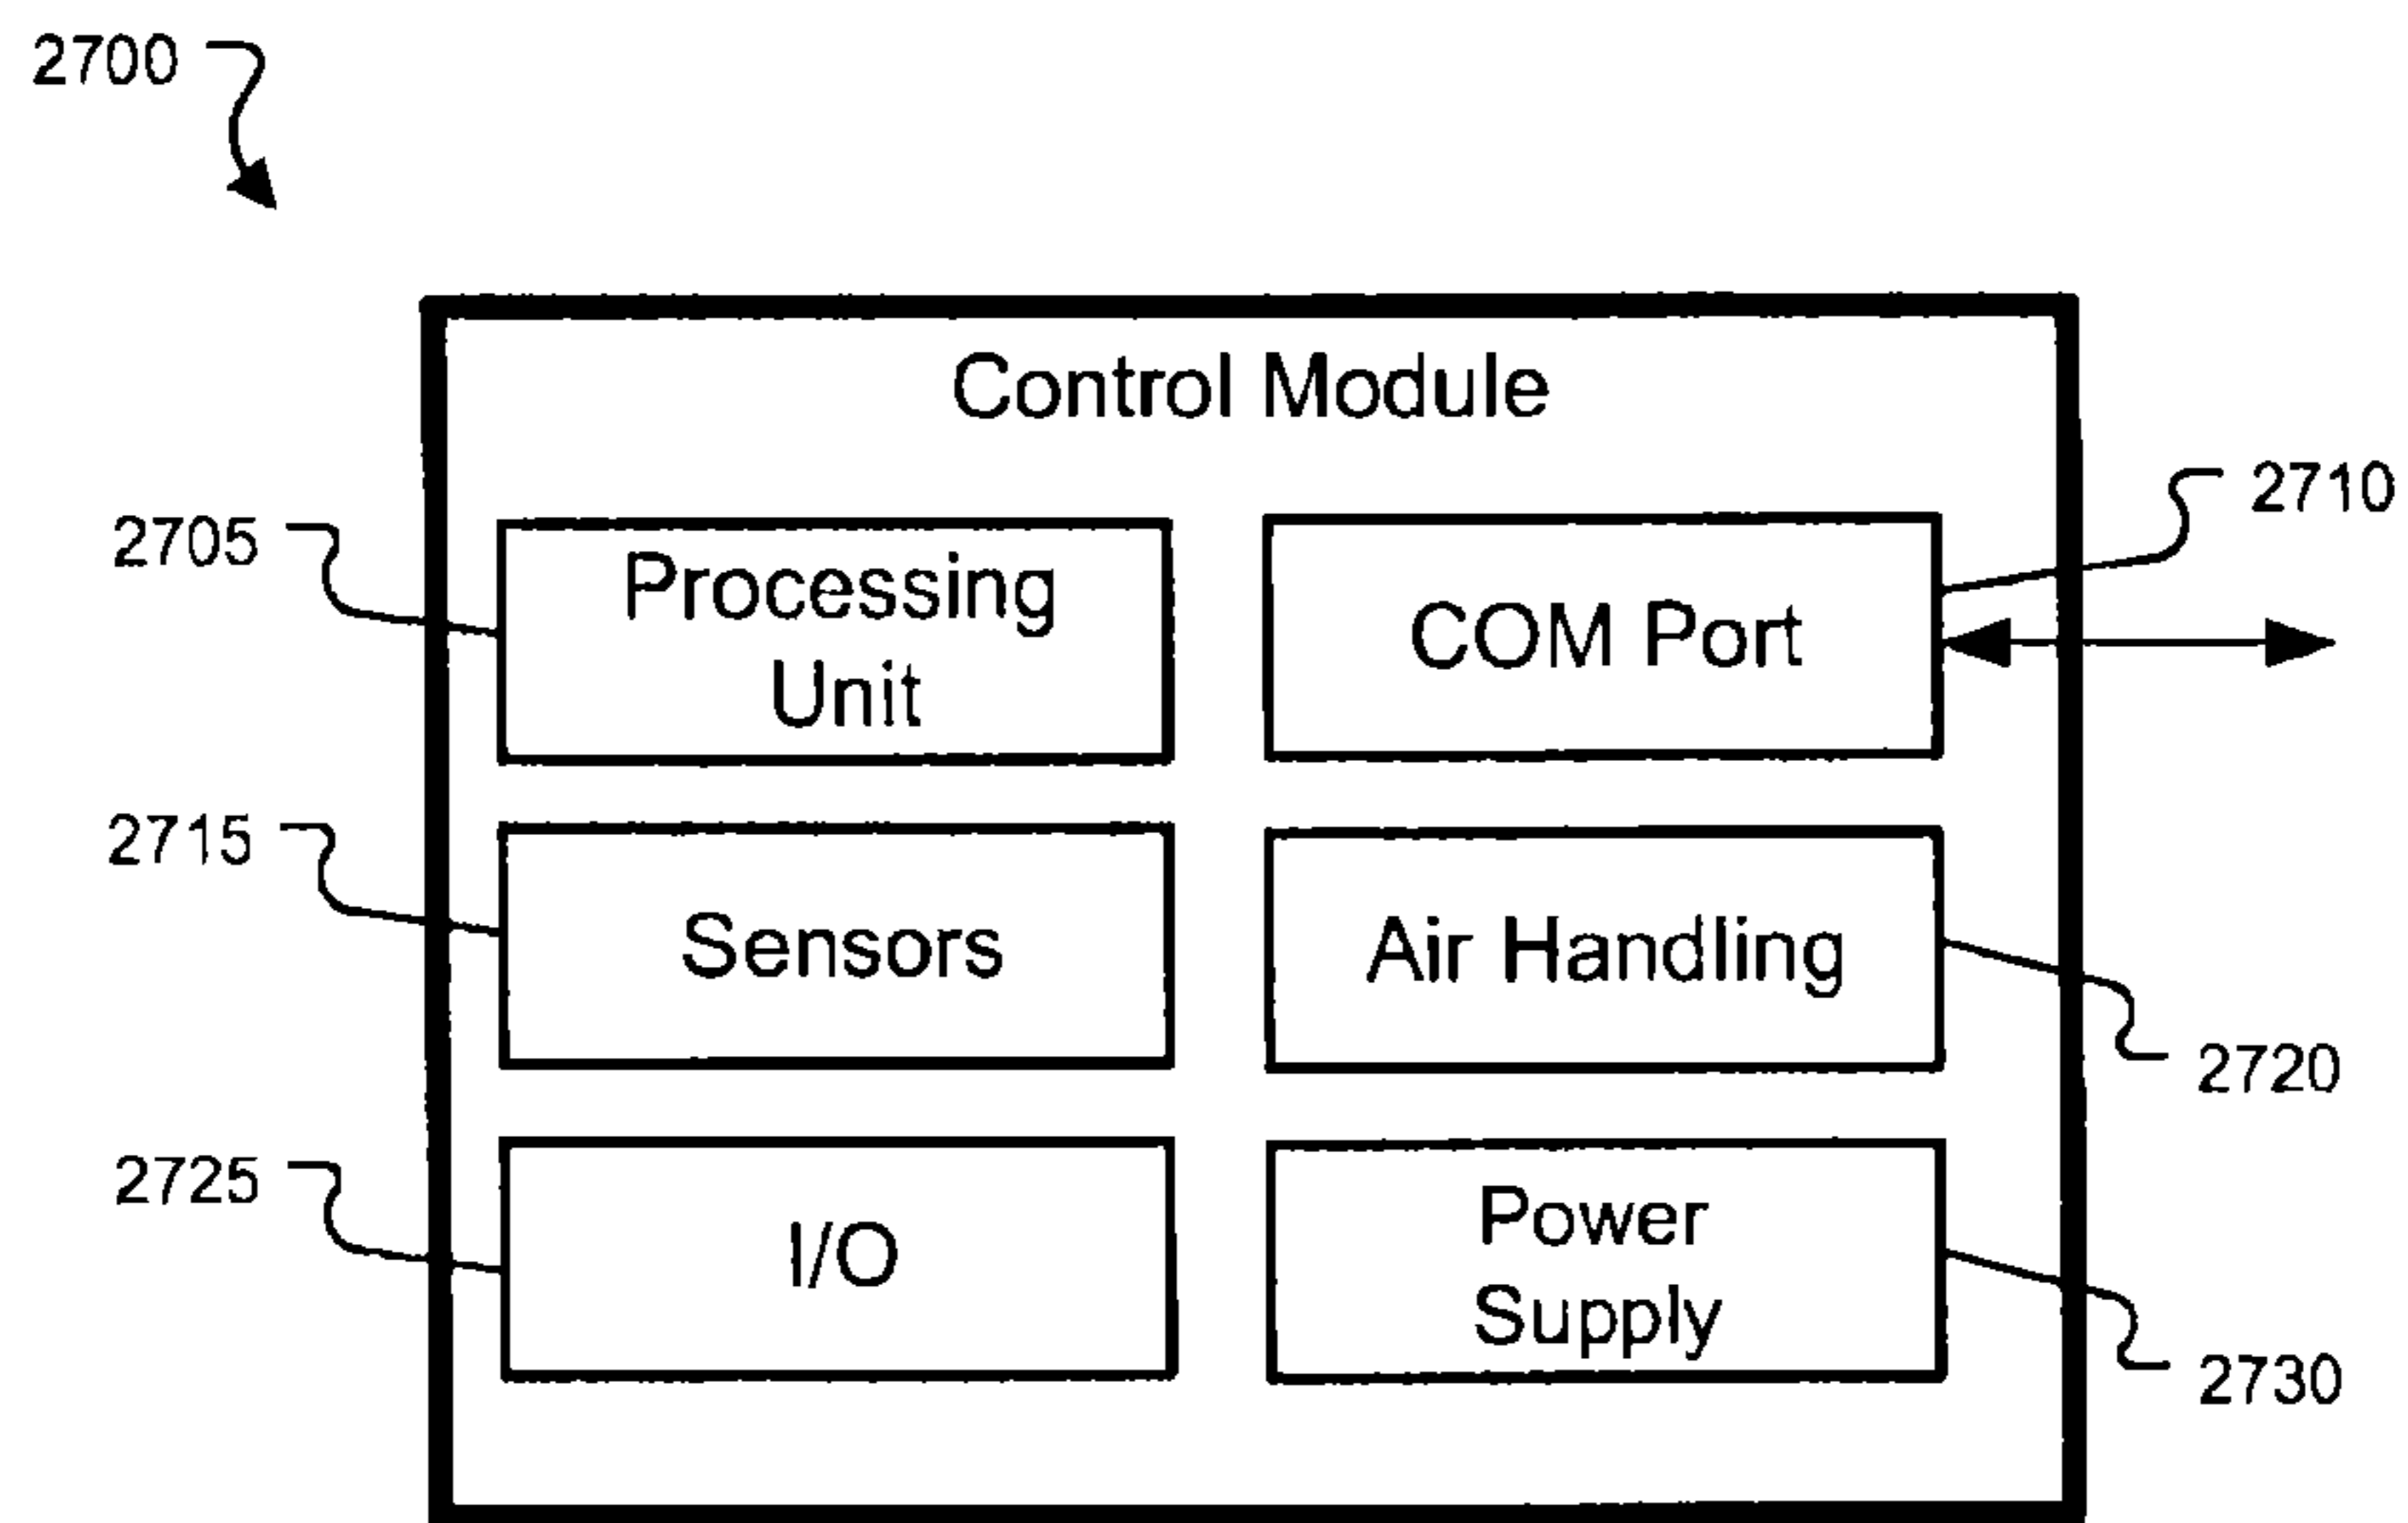 2700
Control Module
2705
Processing
Unit
COM Port
2710
2715
Sensors
Air Handling
2720
2725
I/O
Power
Supply
2730